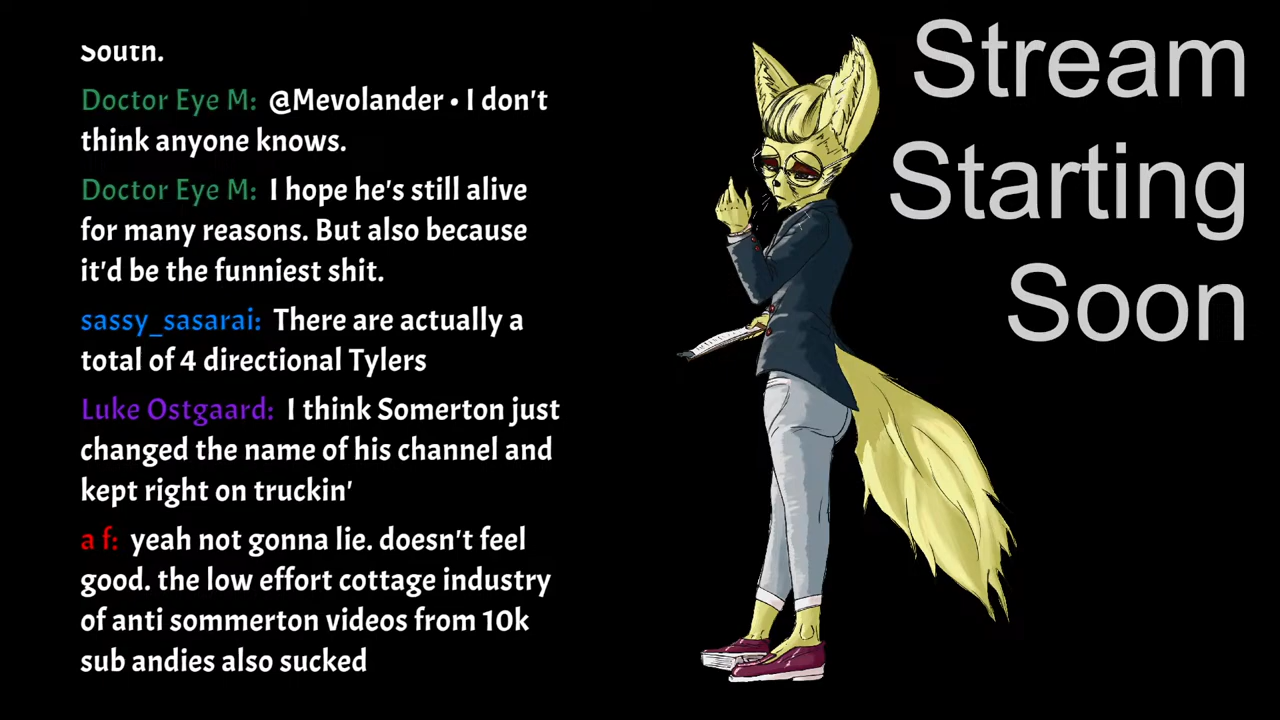 South.
Doctor Eye M: @Mevolander • I don't
think anyone knows.
Doctor Eye M: I hope he's still alive
for many reasons. But also because
it'd be the funniest shit.
sassy_sasarai: There are actually a
total of 4 directional Tylers
Luke Ostgaard: I think Somerton just
changed the name of his channel and
kept right on truckin'
a f: yeah not gonna lie. doesn't feel
good. the low effort cottage industry
of anti sommerton videos from 10k
sub andies also sucked
Stream
Starting
Soon